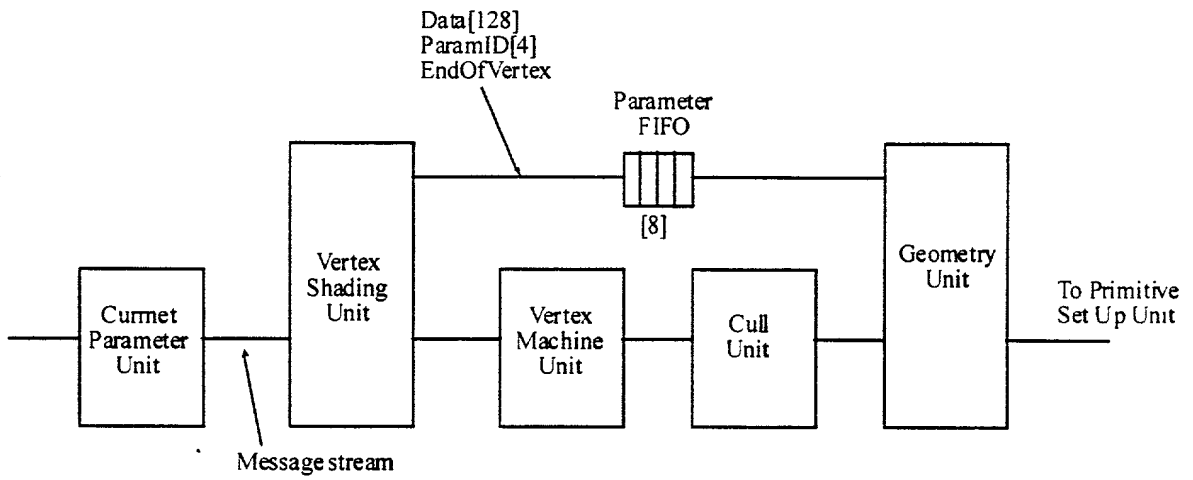 Data[128]
ParamID[4]
EndOfVertex
Parameter
FIFO
[8]
Vertex
Shading
Unit
Geometry
Unit
Currnet
Parameter
Unit
Vertex
Machine
Unit
Cull
Unit
To Primitive
Set Up Unit
Message stream